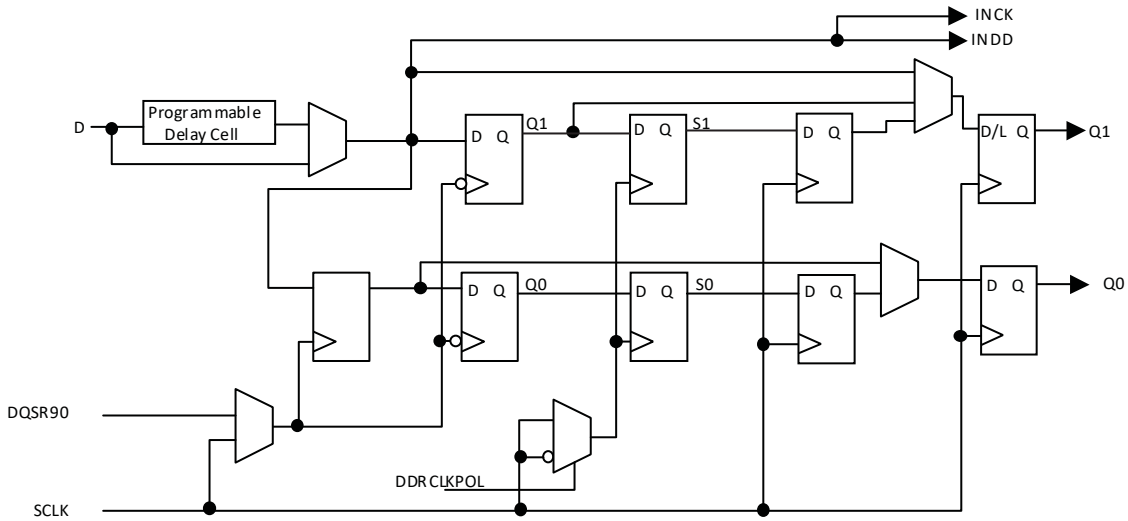 INCK
INDD
Programmable
Delay Cell
D
D Q
Q1
D Q
S1
D Q
D/L Q
Q1
D Q
Q0
D Q
S0
D Q
D Q
Q0
DQSR90
DDRCLKPOL
SCLK